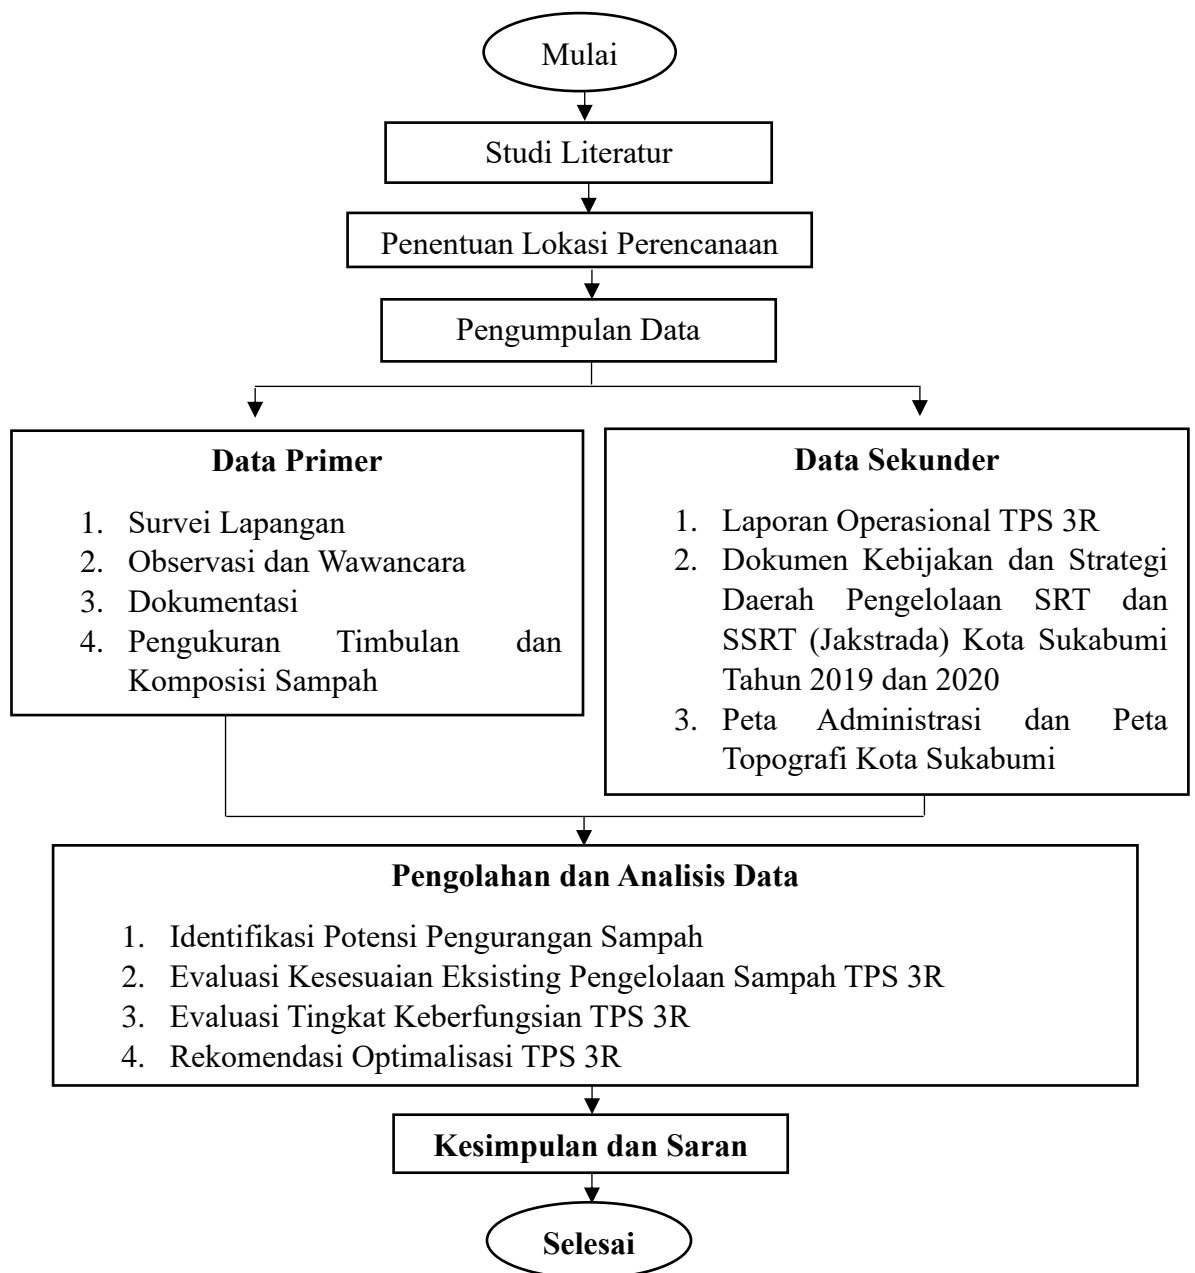 Mulai
Studi Literatur
Penentuan Lokasi Perencanaan
Pengumpulan Data
Data Primer
1. Survei Lapangan
2. Observasi dan Wawancara
3. Dokumentasi
4. Pengukuran Timbulan dan
Komposisi Sampah
Data Sekunder
1. Laporan Operasional TPS 3R
2. Dokumen Kebijakan dan Strategi
Daerah Pengelolaan SRT dan
SSRT (Jakstrada) Kota Sukabumi
Tahun 2019 dan 2020
3. Peta Administrasi dan Peta
Topografi Kota Sukabumi
Pengolahan dan Analisis Data
1. Identifikasi Potensi Pengurangan Sampah
2. Evaluasi Kesesuaian Eksisting Pengelolaan Sampah TPS 3R
3. Evaluasi Tingkat Keberfungsian TPS 3R
4. Rekomendasi Optimalisasi TPS 3R
Kesimpulan dan Saran
Selesai